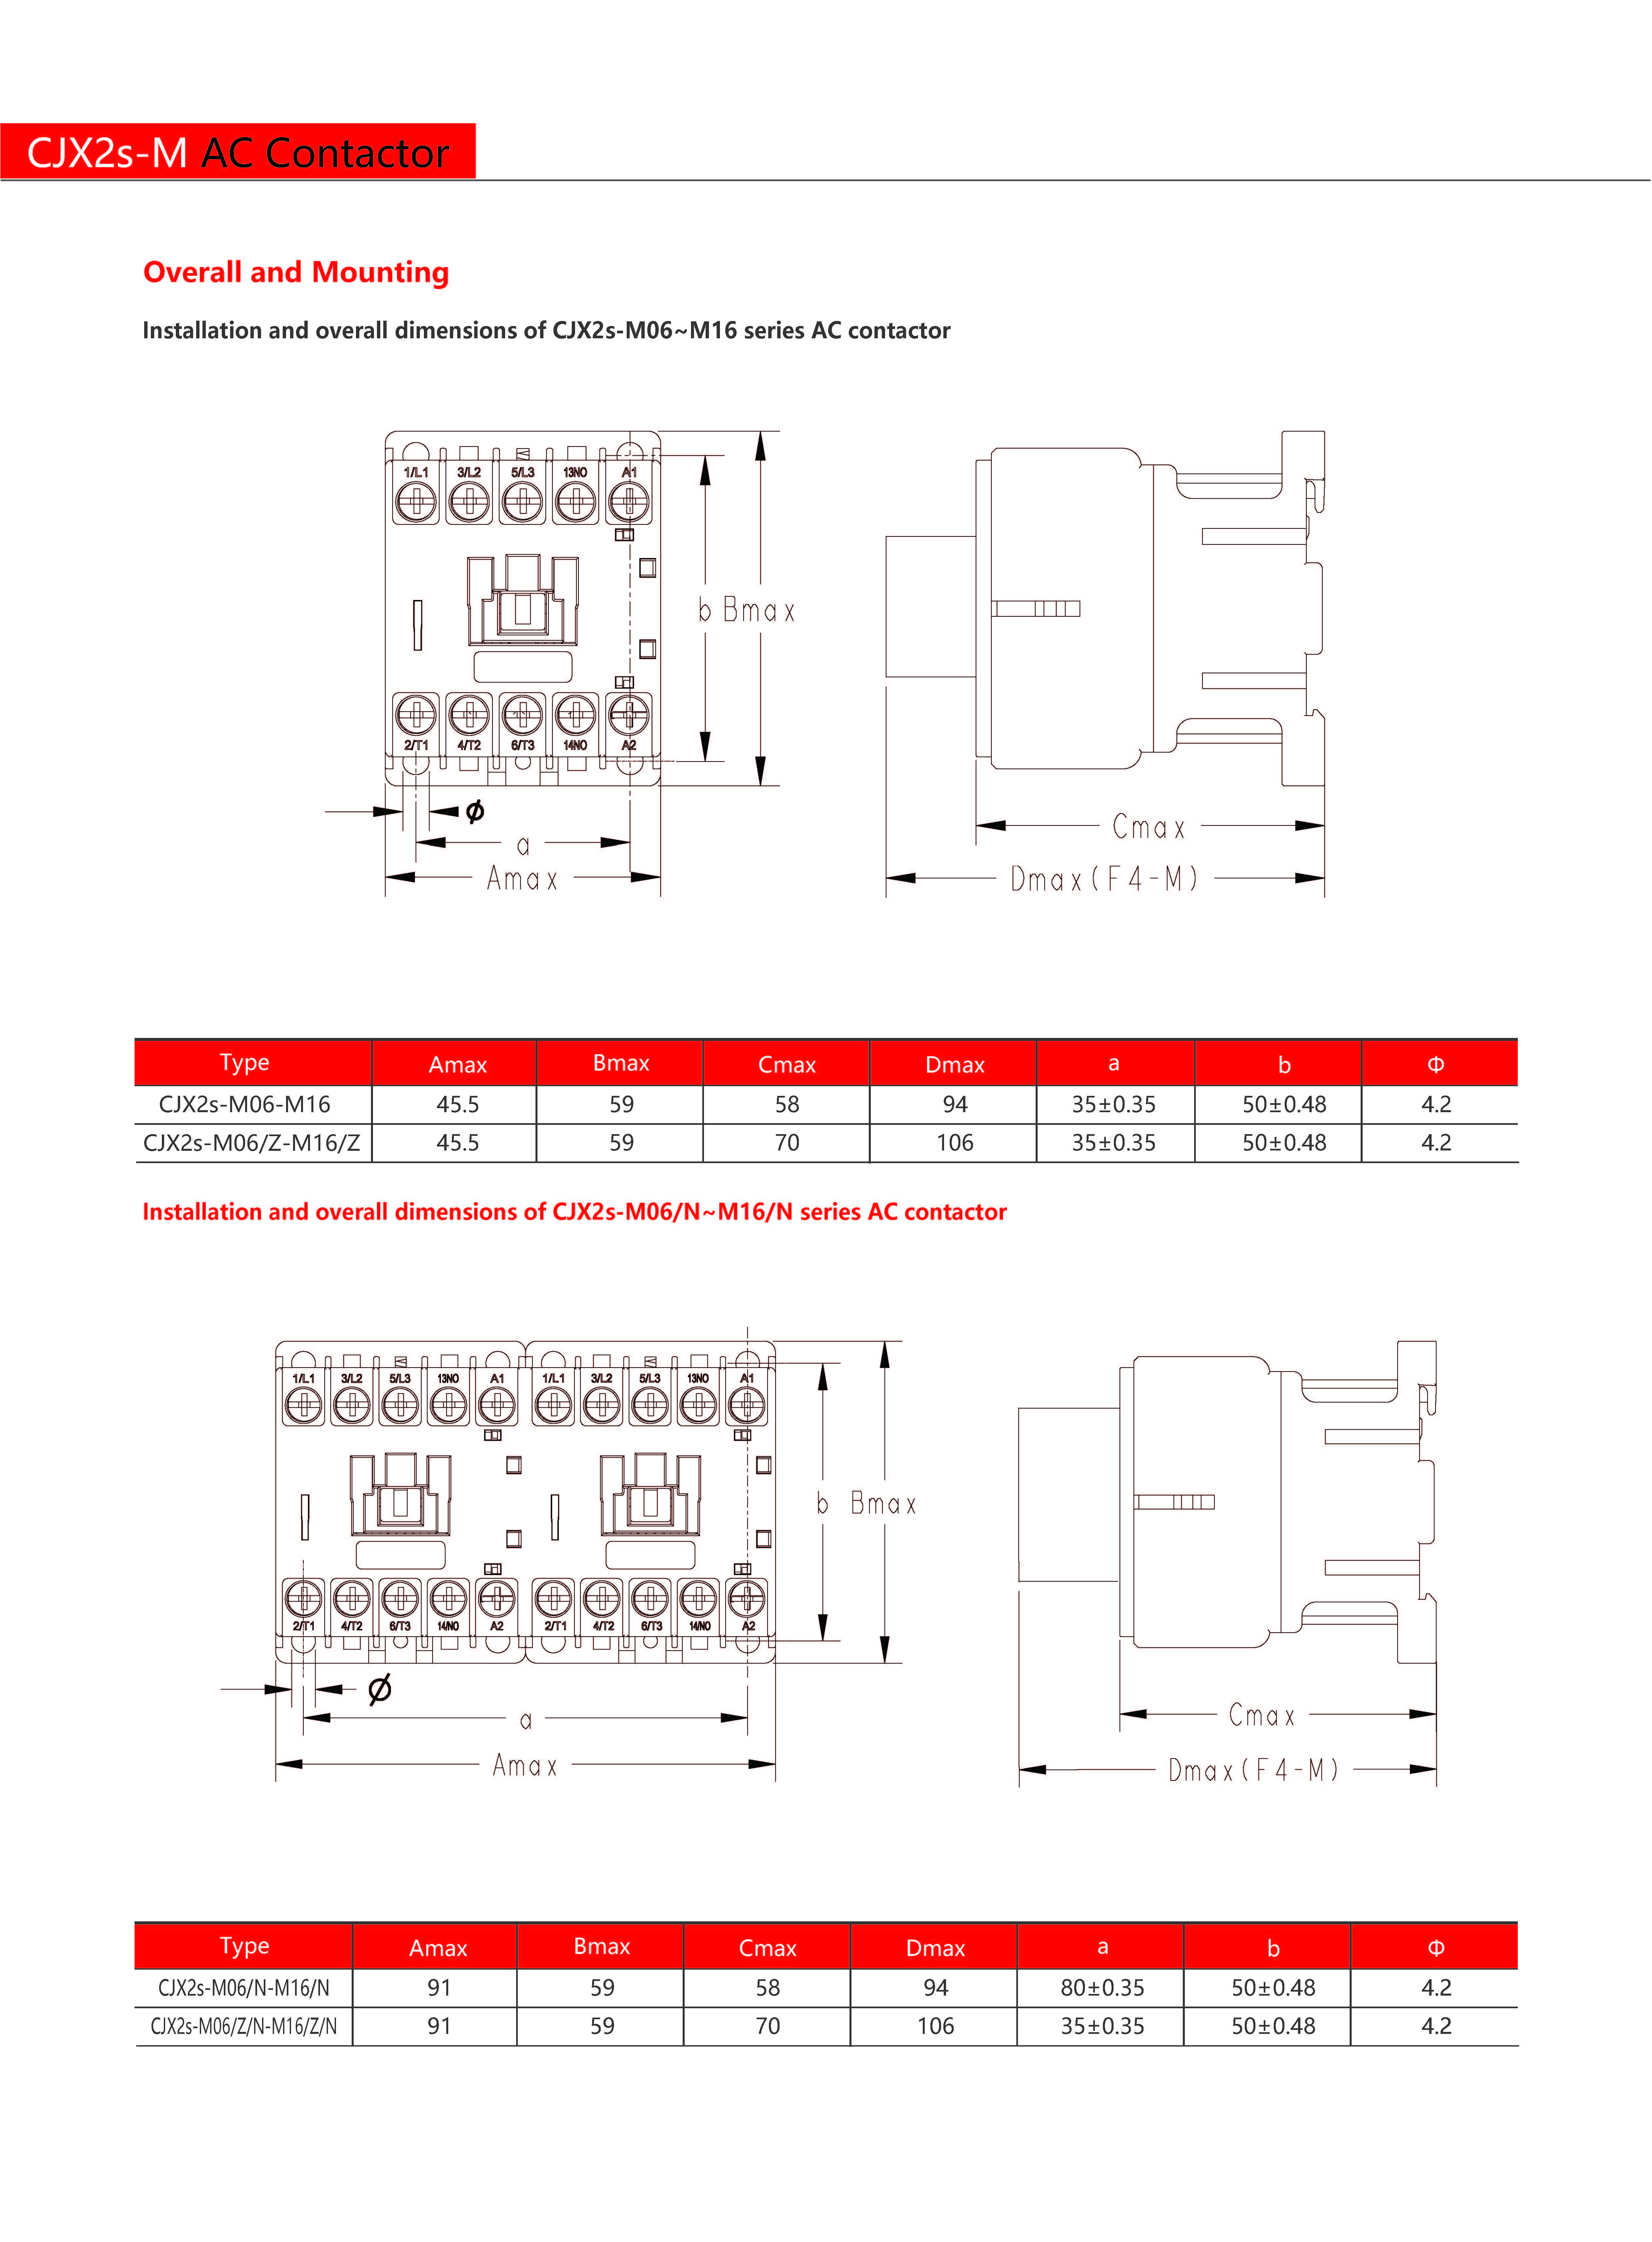 CJX2s-M AC Contactor
Overall and Mounting
Installation and overall dimensions of CJX2s-M06~M16 series AC contactor
1/L1 3/L2 5/L3 13NO A1
b Bmax
2/T1 4/T2 6/T3 14NO A2
ϕ
a
Amax
Cmax
Dmax(F4-M)
Type Amax Bmax Cmax Dmax a b Φ
CJX2s-M06-M16 45.5 59 58 94 35±0.35 50±0.48 4.2
CJX2s-M06/Z-M16/Z 45.5 59 70 106 35±0.35 50±0.48 4.2
Installation and overall dimensions of CJX2s-M06/N~M16/N series AC contactor
1/L1 3/L2 5/L3 13NO A1 1/L1 3/L2 5/L3 13NO A1
b Bmax
2/T1 4/T2 6/T3 14NO A2 2/T1 4/T2 6/T3 14NO A2
ϕ
a
Amax
Cmax
Dmax(F4-M)
Type Amax Bmax Cmax Dmax a b Φ
CJX2s-M06/N-M16/N 91 59 58 94 80±0.35 50±0.48 4.2
CJX2s-M06/Z/N-M16/Z/N 91 59 70 106 35±0.35 50±0.48 4.2